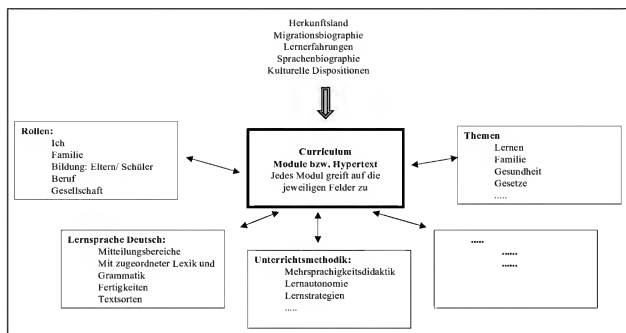 Herkunftsland
Migrationsbiographie
Lernerfahrungen
Sprachenbiographie
Kulturelle Dispositionen
Rollen:
Ich
Familie
Bildung: Eltern/ Schüler
Beruf
Gesellschaft
Curriculum
Module bzw. Hypertext
Jedes Modul greift auf die
jeweiligen Felder zu
Themen
Lernen
Familie
Gesundheit
Gesetze
.....
Lernsprache Deutsch:
Mitteilungsbereiche
Mit zugeordneter Lexik und
Grammatik
Fertigkeiten
Textsorten
Unterrichtsmethodik:
Mehrsprachigkeitsdidaktik
Lernautonomie
Lernstrategien
.....
.....
......
......